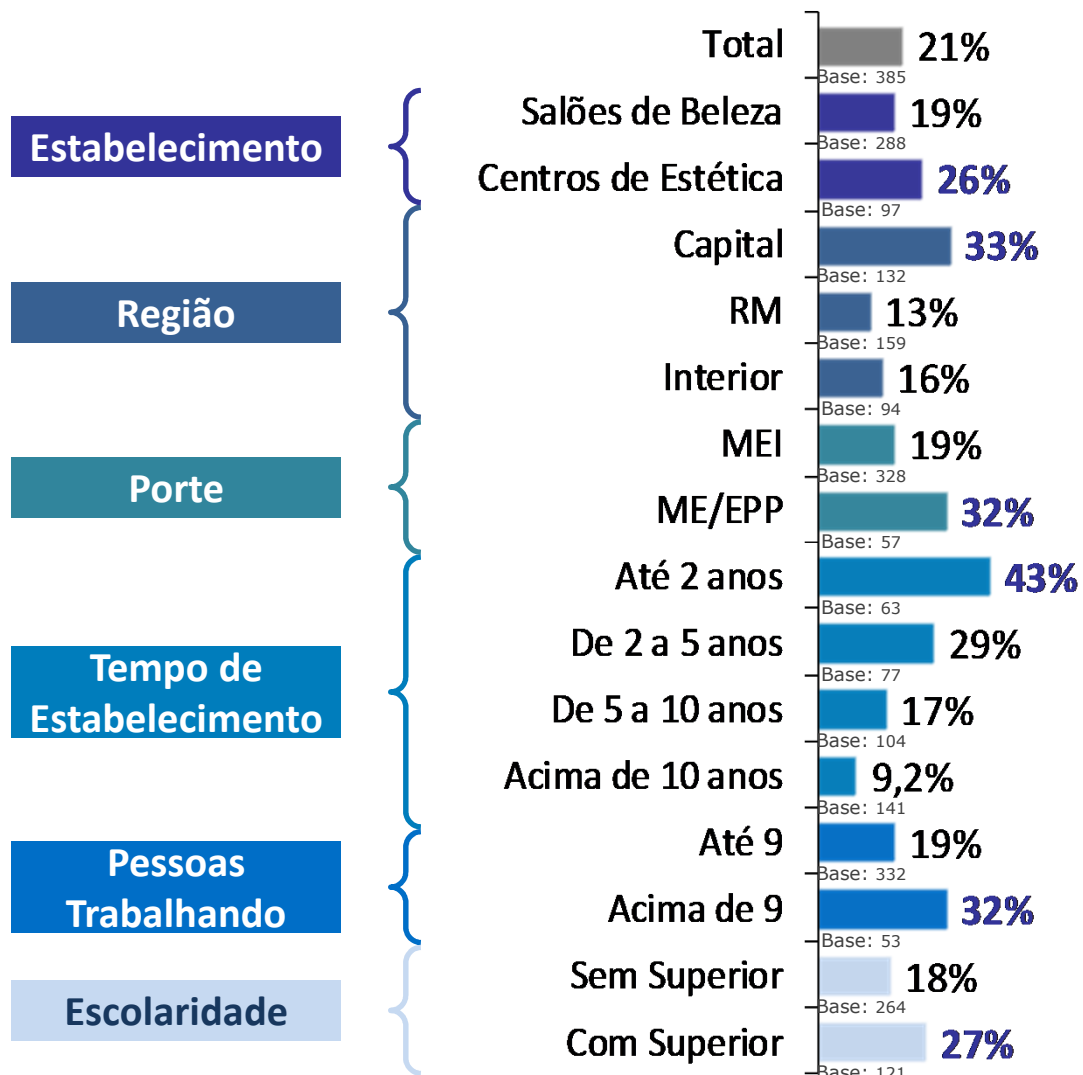 Total 21%
Base: 385
Estabelecimento
Salões de Beleza 19%
Base: 288
Centros de Estética 26%
Base: 97
Região
Capital 33%
Base: 132
RM 13%
Base: 159
Interior 16%
Base: 94
Porte
MEI 19%
Base: 328
ME/EPP 32%
Base: 57
Tempo de
Estabelecimento
Até 2 anos 43%
Base: 63
De 2 a 5 anos 29%
Base: 77
De 5 a 10 anos 17%
Base: 104
Acima de 10 anos 9,2%
Base: 141
Pessoas
Trabalhando
Até 9 19%
Base: 332
Acima de 9 32%
Base: 53
Escolaridade
Sem Superior 18%
Base: 264
Com Superior 27%
Base: 121